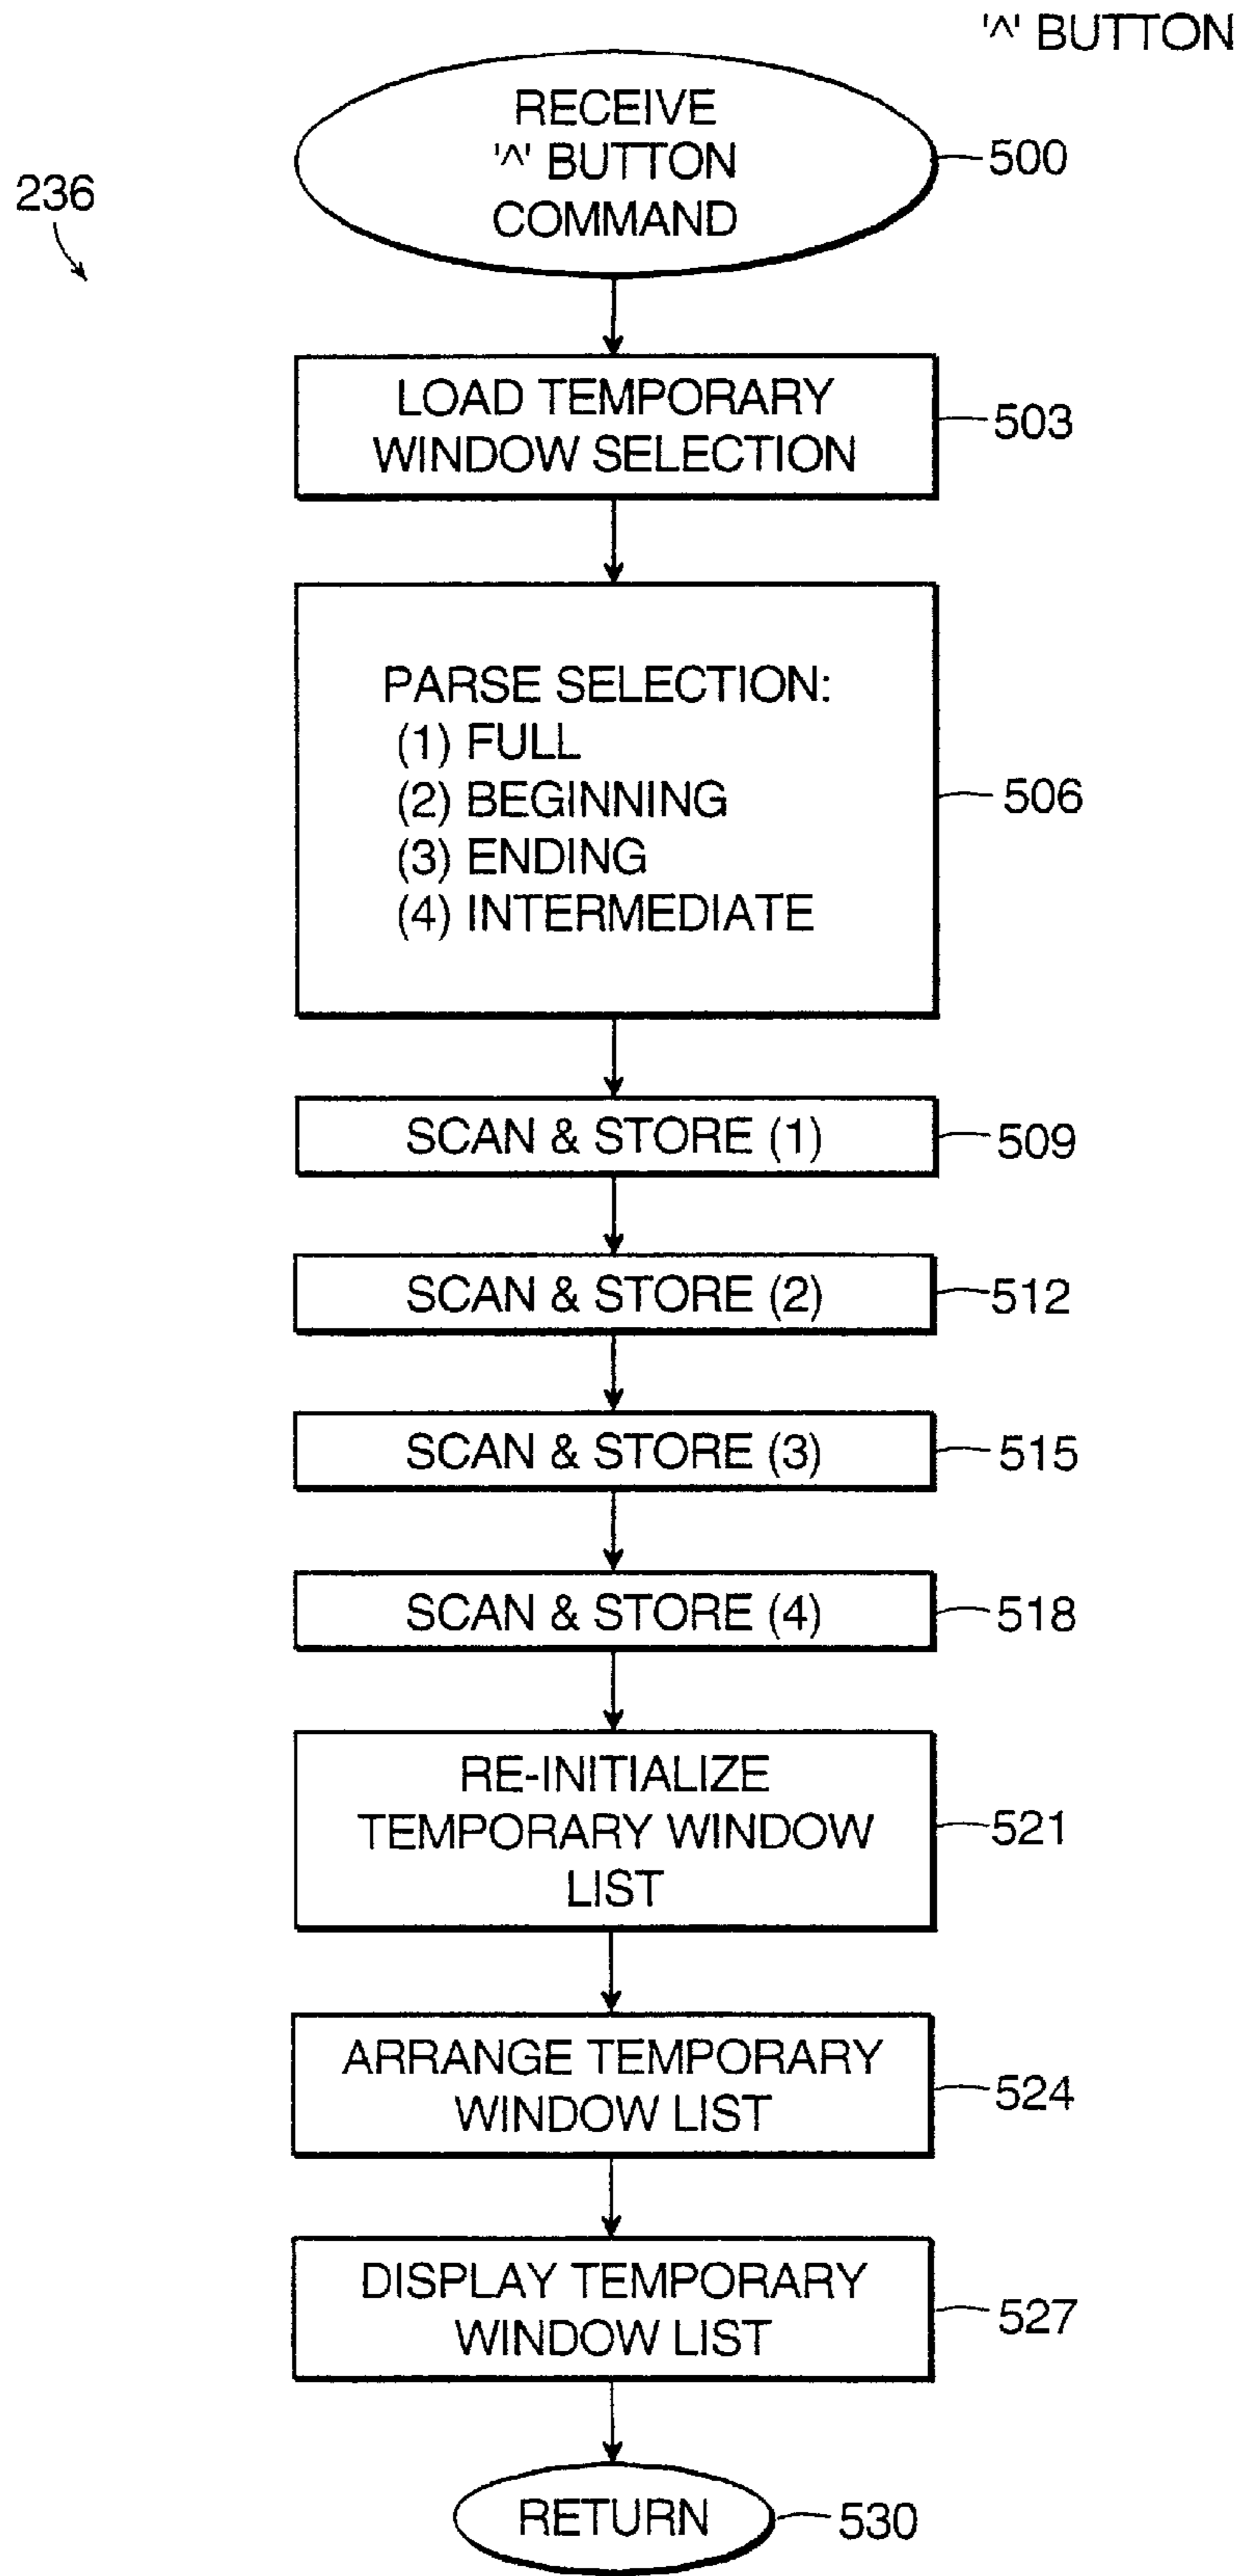 '^' BUTTON
RECEIVE
'^' BUTTON
COMMAND
500
236
LOAD TEMPORARY
WINDOW SELECTION
503
PARSE SELECTION:
(1) FULL
(2) BEGINNING
(3) ENDING
(4) INTERMEDIATE
506
SCAN & STORE (1)
509
SCAN & STORE (2)
512
SCAN & STORE (3)
515
SCAN & STORE (4)
518
RE-INITIALIZE
TEMPORARY WINDOW
LIST
521
ARRANGE TEMPORARY
WINDOW LIST
524
DISPLAY TEMPORARY
WINDOW LIST
527
RETURN
530